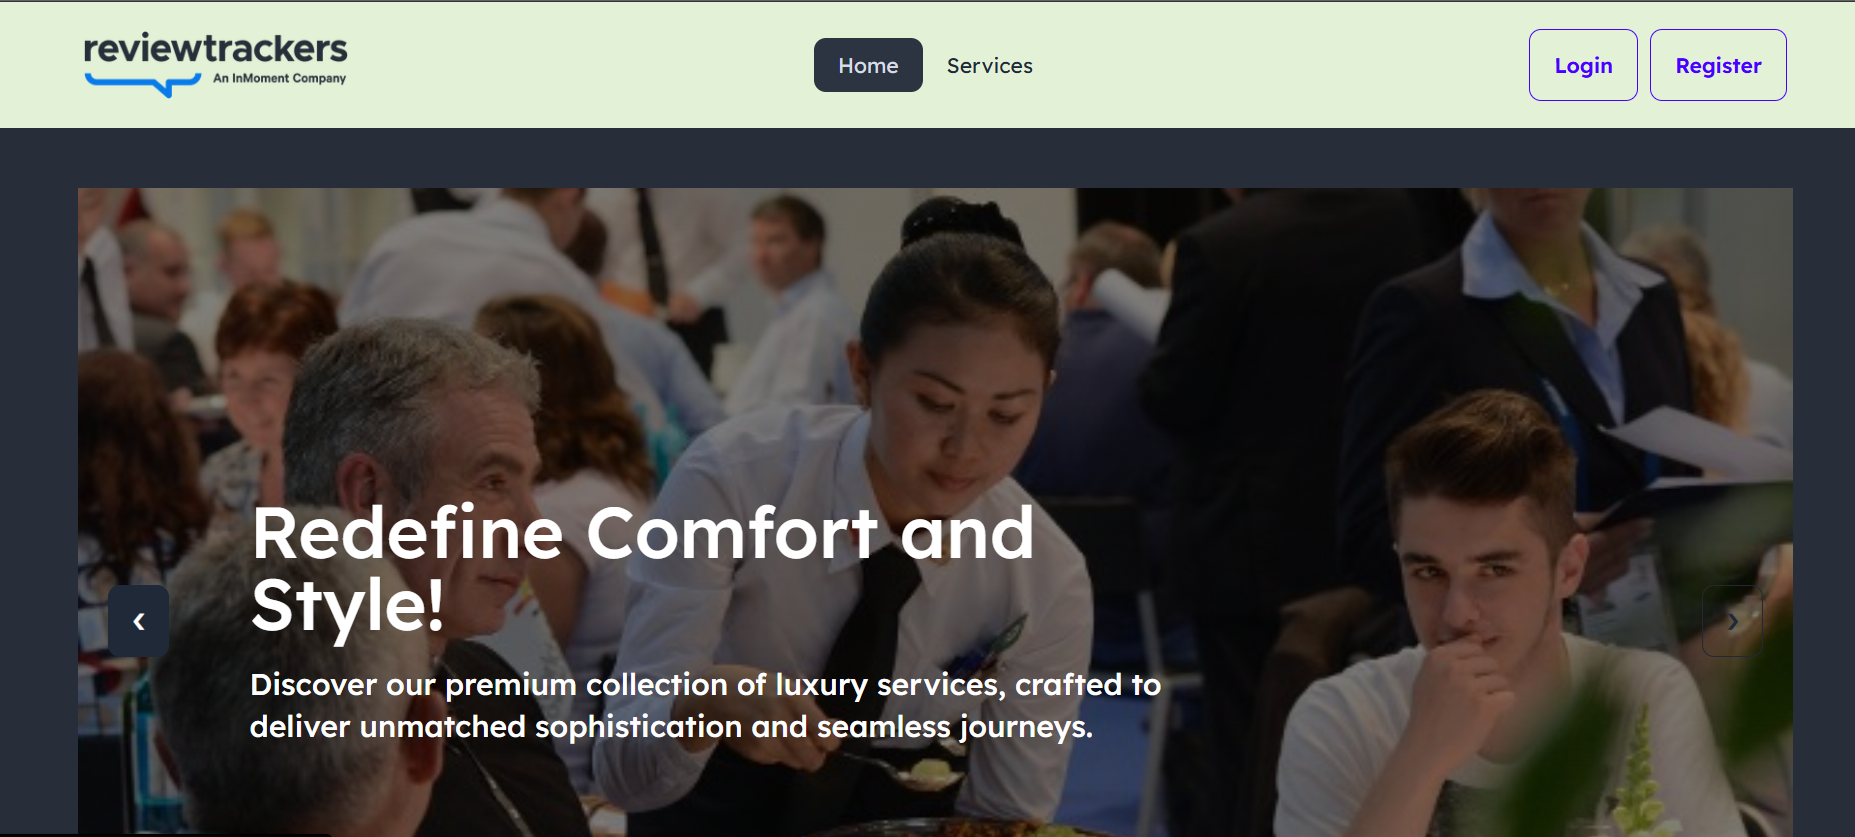 reviewtrackers
An InMoment Company
Home
Services
Login
Register
Redefine Comfort and
Style!
Discover our premium collection of luxury services, crafted to
deliver unmatched sophistication and seamless journeys.
‹
›